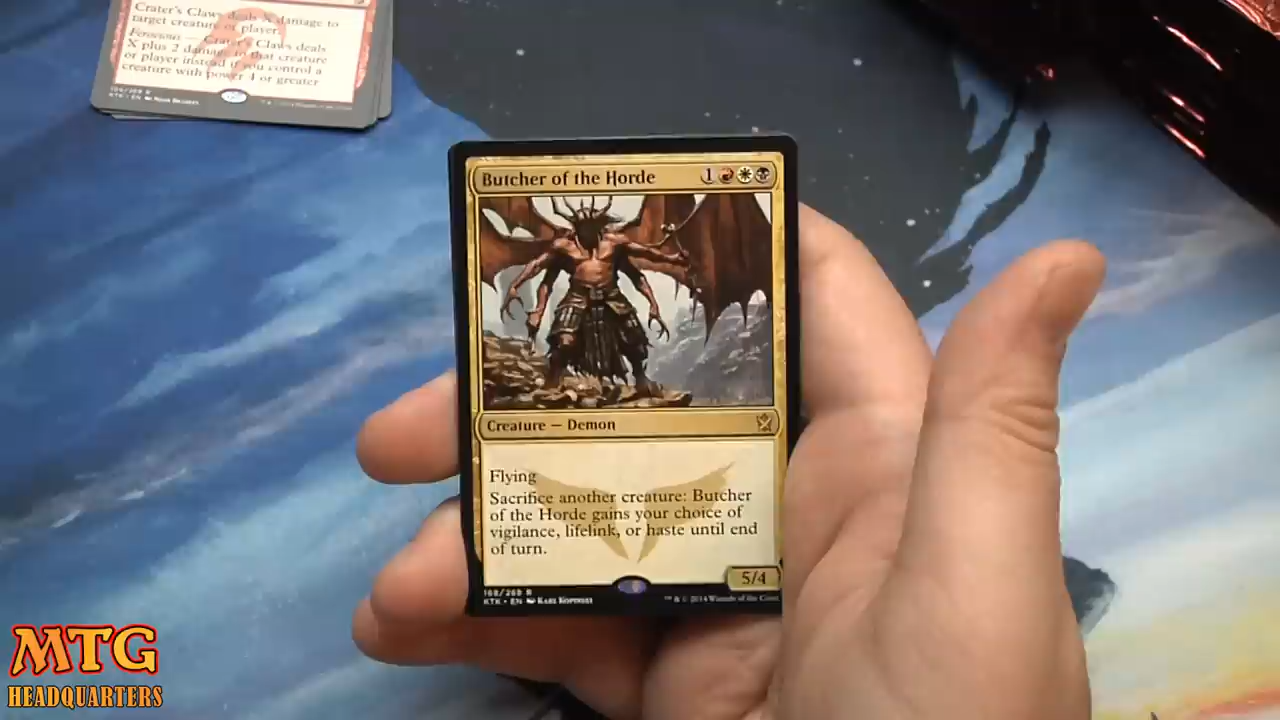 Crater's Claws deals X damage to
target creature or player.
Ferocious — Crater's Claws deals
X plus 2 damage to that creature
or player instead if you control a
creature with power 4 or greater
KTK • EN
Butcher of the Horde 1
Creature — Demon
Flying
Sacrifice another creature: Butcher
of the Horde gains your choice of
vigilance, lifelink, or haste until end
of turn.
5/4
168/269 R
KTK • EN Karl Kopinski
™ & © 2014 Wizards of the Coast
MTG
HEADQUARTERS